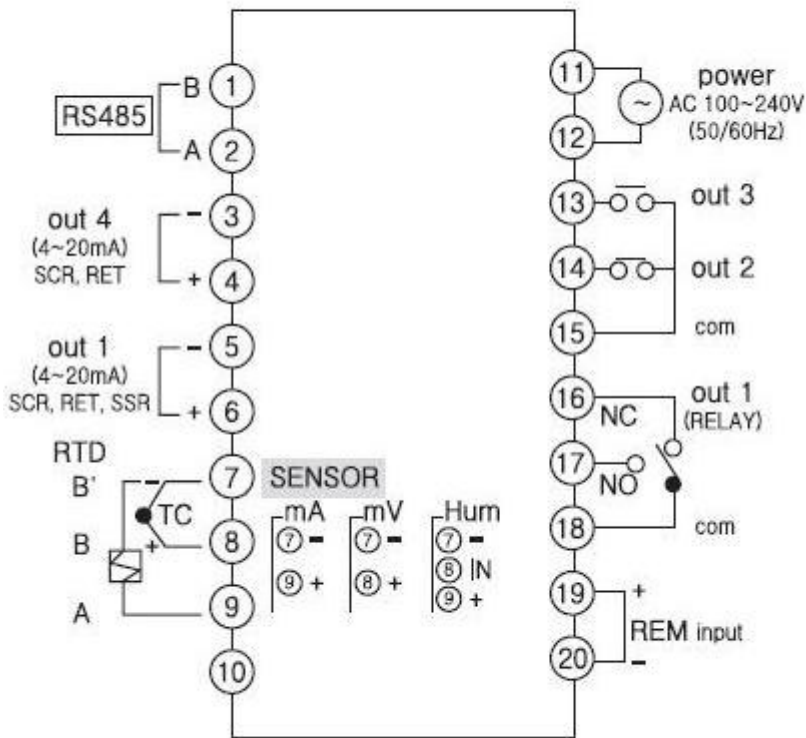 B 1
RS485
A 2
out 4
(4~20mA)
SCR, RET
- 3
+ 4
out 1
(4~20mA)
SCR, RET, SSR
- 5
+ 6
RTD
B'
B
A
- 7
TC
+ 8
9
10
SENSOR
mA
7 -
9 +
mV
7 -
8 +
Hum
7 -
8 IN
9 +
11
12
power
AC 100~240V
(50/60Hz)
~
13 out 3
14 out 2
15 com
16 NC
out 1
(RELAY)
17 NO
18 com
19 +
REM input
20 -